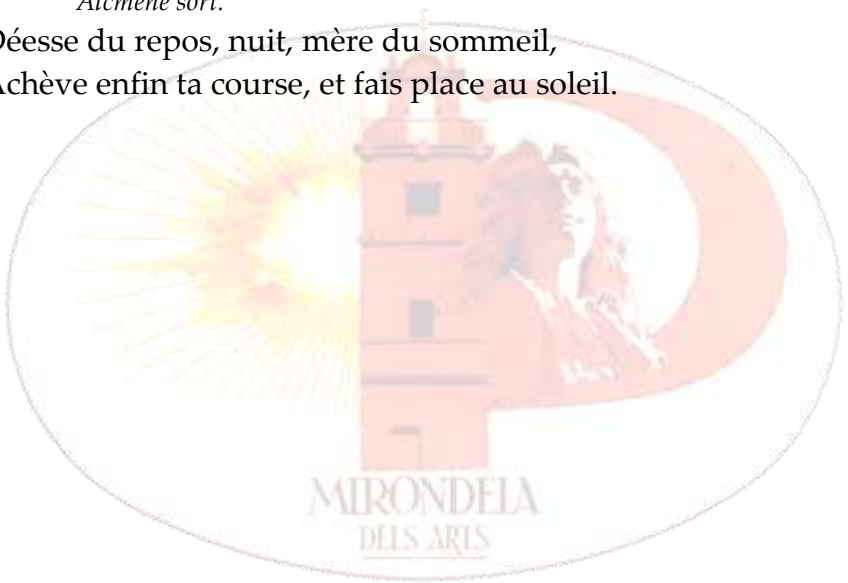 Alcmène sort.
Déesse du repos, nuit, mère du sommeil,
Achève enfin ta course, et fais place au soleil.
MIRONDELA
DELS ARTS